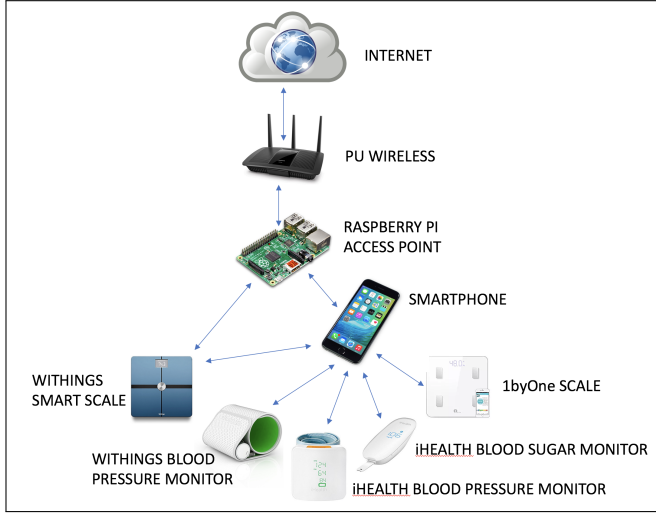 INTERNET
PU WIRELESS
RASPBERRY PI
ACCESS POINT
SMARTPHONE
WITHINGS
SMART SCALE
1byOne SCALE
WITHINGS BLOOD
PRESSURE MONITOR
iHEALTH BLOOD SUGAR MONITOR
iHEALTH BLOOD PRESSURE MONITOR